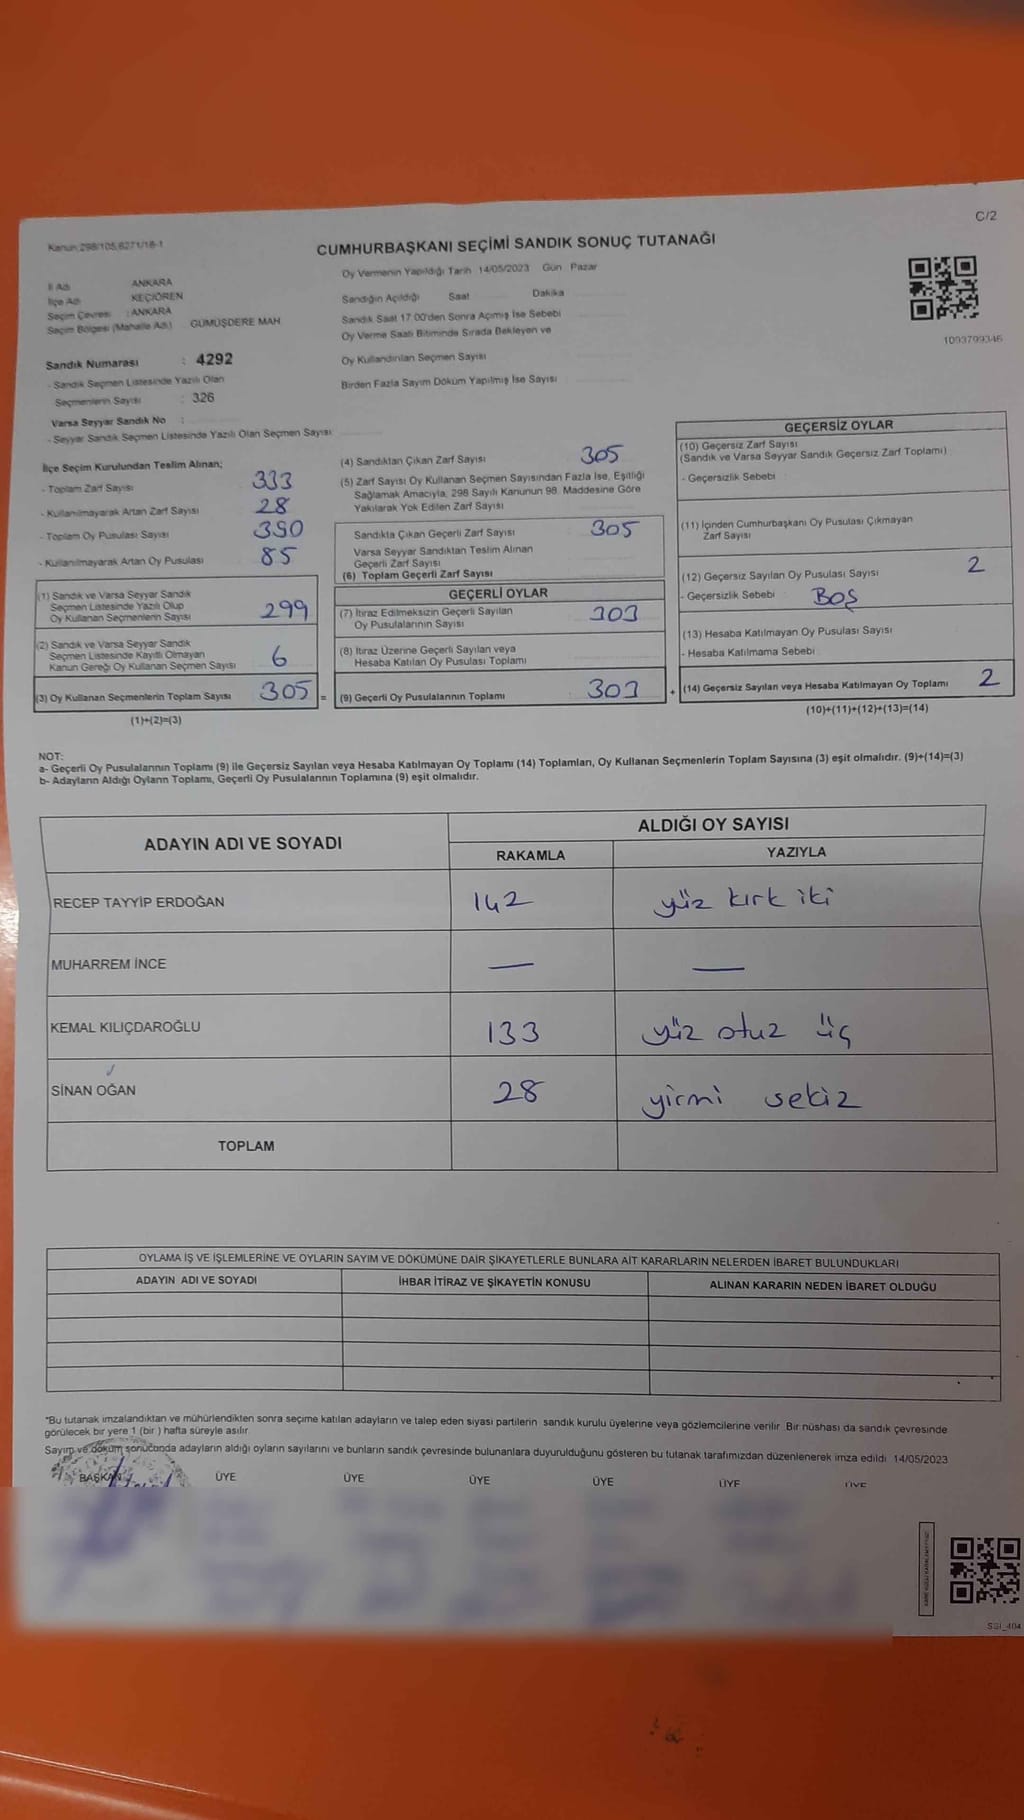 C/2
Kanun 298/105,6271/18-1
CUMHURBAŞKANI SEÇİMİ SANDIK SONUÇ TUTANAĞI
İl Adı ANKARA
İlçe Adı KEÇİÖREN
Seçim Çevresi : ANKARA
Seçim Bölgesi (Mahalle Adı) GÜMÜŞDERE MAH
Oy Vermenin Yapıldığı Tarih 14/05/2023 Gün Pazar
Sandığın Açıldığı Saat Dakika
Sandık Saat 17:00'den Sonra Açımış İse Sebebi
Oy Verme Saati Bitiminde Sırada Bekleyen ve
Oy Kullandırılan Seçmen Sayısı
Birden Fazla Sayım Döküm Yapılmış İse Sayısı
1093799346
Sandık Numarası : 4292
- Sandık Seçmen Listesinde Yazılı Olan
Seçmenlerin Sayısı : 326
Varsa Seyyar Sandık No :
- Seyyar Sandık Seçmen Listesinde Yazılı Olan Seçmen Sayısı
İlçe Seçim Kurulundan Teslim Alınan;
- Toplam Zarf Sayısı 333
- Kullanılmayarak Artan Zarf Sayısı 28
- Toplam Oy Pusulası Sayısı 390
- Kullanılmayarak Artan Oy Pusulası 85
(1) Sandık ve Varsa Seyyar Sandık
Seçmen Listesinde Yazılı Olup
Oy Kullanan Seçmenlerin Sayısı 299
(2) Sandık ve Varsa Seyyar Sandık
Seçmen Listesinde Kayıtlı Olmayan
Kanun Gereği Oy Kullanan Seçmen Sayısı 6
(3) Oy Kullanan Seçmenlerin Toplam Sayısı 305 =
(1)+(2)=(3)
(4) Sandıktan Çıkan Zarf Sayısı 305
(5) Zarf Sayısı Oy Kullanan Seçmen Sayısından Fazla İse, Eşitliği
Sağlamak Amacıyla, 298 Sayılı Kanunun 98. Maddesine Göre
Yakılarak Yok Edilen Zarf Sayısı
Sandıkta Çıkan Geçerli Zarf Sayısı 305
Varsa Seyyar Sandıktan Teslim Alınan
Geçerli Zarf Sayısı
(6) Toplam Geçerli Zarf Sayısı
GEÇERLİ OYLAR
(7) İtiraz Edilmeksizin Geçerli Sayılan
Oy Pusulalarının Sayısı 303
(8) İtiraz Üzerine Geçerli Sayılan veya
Hesaba Katılan Oy Pusulası Toplamı
(9) Geçerli Oy Pusulalarının Toplamı 303 +
GEÇERSİZ OYLAR
(10) Geçersiz Zarf Sayısı
(Sandık ve Varsa Seyyar Sandık Geçersiz Zarf Toplamı)
- Geçersizlik Sebebi
(11) İçinden Cumhurbaşkanı Oy Pusulası Çıkmayan
Zarf Sayısı
(12) Geçersiz Sayılan Oy Pusulası Sayısı 2
- Geçersizlik Sebebi BOŞ
(13) Hesaba Katılmayan Oy Pusulası Sayısı
- Hesaba Katılmama Sebebi
(14) Geçersiz Sayılan veya Hesaba Katılmayan Oy Toplamı 2
(10)+(11)+(12)+(13)=(14)
NOT:
a- Geçerli Oy Pusulalarının Toplamı (9) ile Geçersiz Sayılan veya Hesaba Katılmayan Oy Toplamı (14) Toplamları, Oy Kullanan Seçmenlerin Toplam Sayısına (3) eşit olmalıdır. (9)+(14)=(3)
b- Adayların Aldığı Oyların Toplamı, Geçerli Oy Pusulalarının Toplamına (9) eşit olmalıdır.
ADAYIN ADI VE SOYADI ALDIĞI OY SAYISI
RAKAMLA YAZIYLA
RECEP TAYYİP ERDOĞAN 142 yüz kırk iki
MUHARREM İNCE — —
KEMAL KILIÇDAROĞLU 133 yüz otuz üç
SİNAN OĞAN 28 yirmi sekiz
TOPLAM
OYLAMA İŞ VE İŞLEMLERİNE VE OYLARIN SAYIM VE DÖKÜMÜNE DAİR ŞİKAYETLERLE BUNLARA AİT KARARLARIN NELERDEN İBARET BULUNDUKLARI
ADAYIN ADI VE SOYADI İHBAR İTİRAZ VE ŞİKAYETİN KONUSU ALINAN KARARIN NEDEN İBARET OLDUĞU
"Bu tutanak imzalandıktan ve mühürlendikten sonra seçime katılan adayların ve talep eden siyasi partilerin sandık kurulu üyelerine veya gözlemcilerine verilir. Bir nüshası da sandık çevresinde
görülecek bir yere 1 (bir ) hafta süreyle asılır.
Sayım ve döküm sonucunda adayların aldığı oyların sayılarını ve bunların sandık çevresinde bulunanlara duyurulduğunu gösteren bu tutanak tarafımızdan düzenlenerek imza edildi 14/05/2023
BAŞKAN ÜYE ÜYE ÜYE ÜYE ÜYE ÜYE